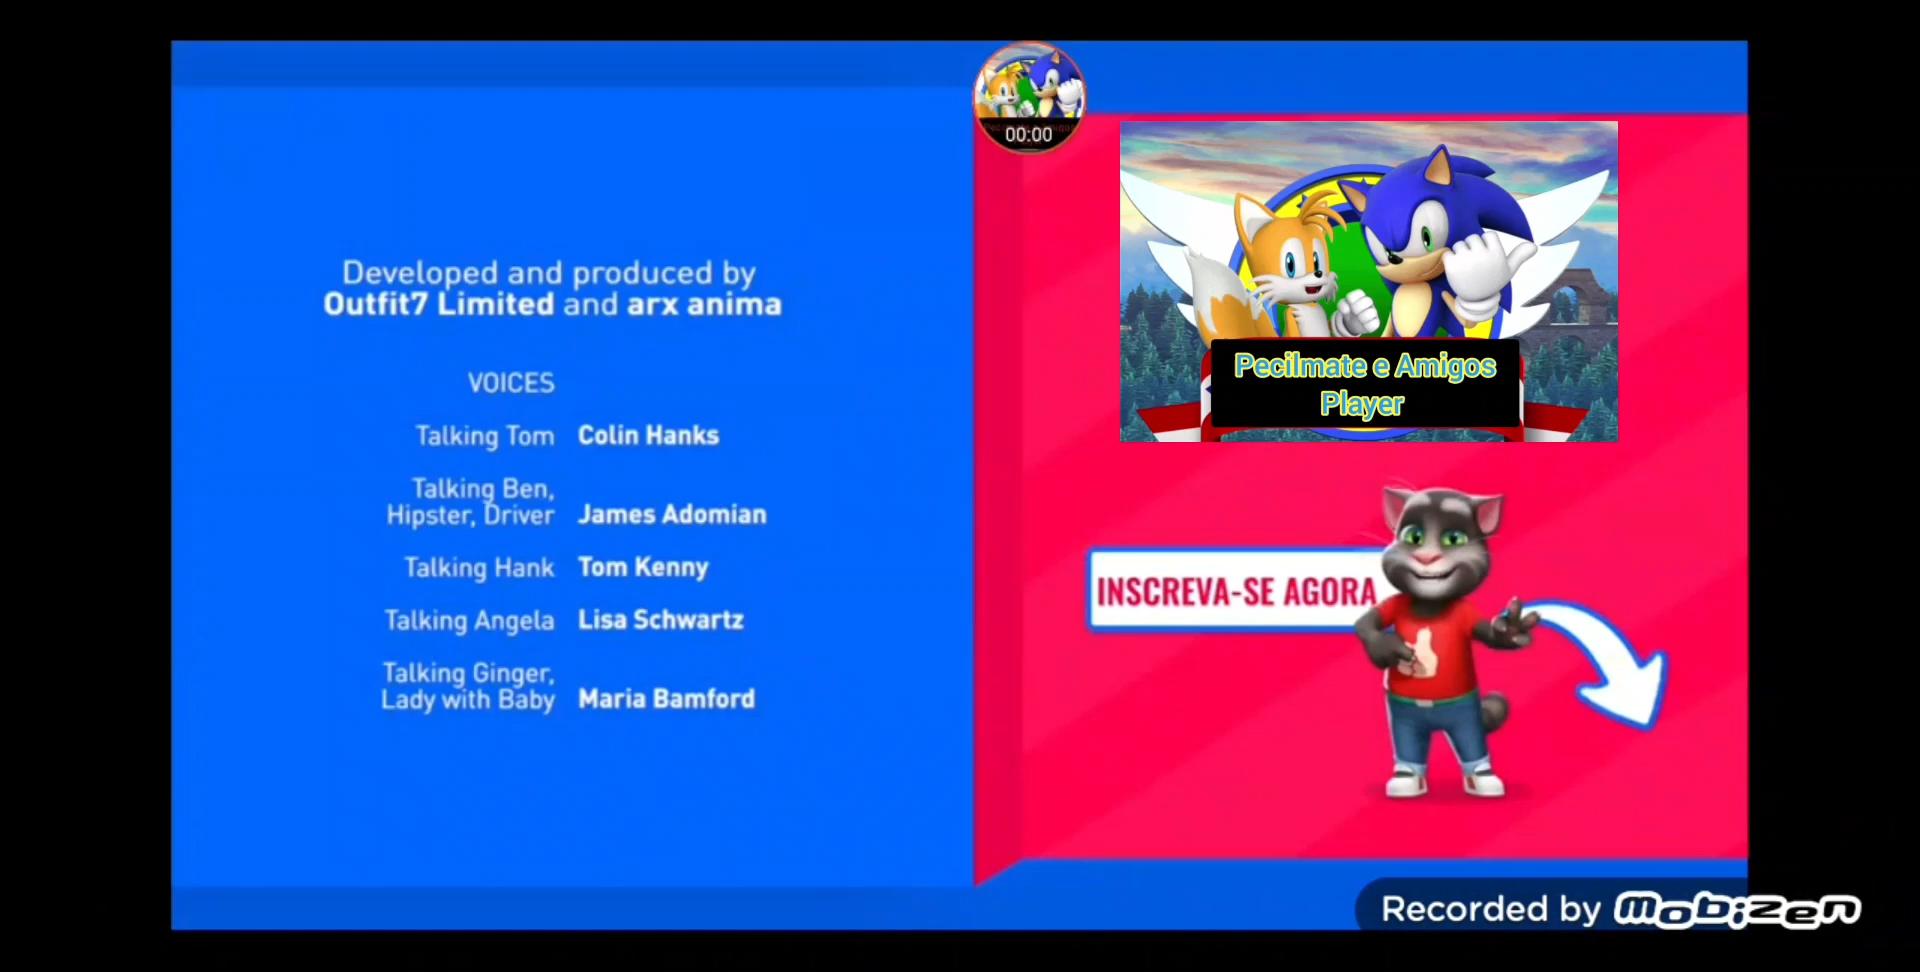 Developed and produced by
Outfit7 Limited and arx anima
VOICES
Talking Tom Colin Hanks
Talking Ben,
Hipster, Driver James Adomian
Talking Hank Tom Kenny
Talking Angela Lisa Schwartz
Talking Ginger,
Lady with Baby Maria Bamford
00:00
Pecilmate e Amigos
Player
INSCREVA-SE AGORA
Recorded by mobizen